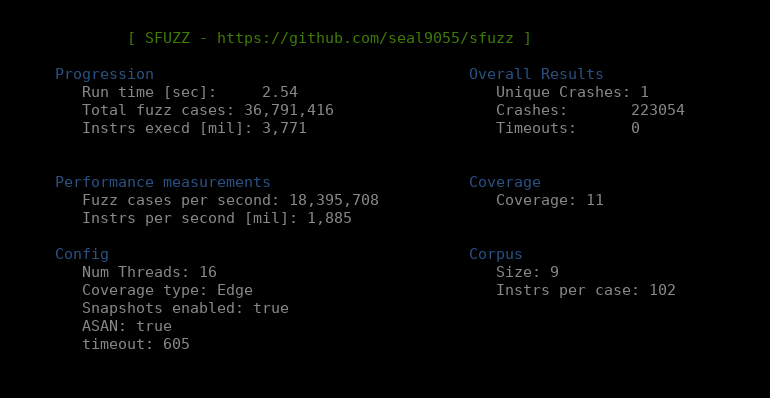 [ SFUZZ - https://github.com/seal9055/sfuzz ]
Progression
Run time [sec]: 2.54
Total fuzz cases: 36,791,416
Instrs execd [mil]: 3,771
Overall Results
Unique Crashes: 1
Crashes: 223054
Timeouts: 0
Performance measurements
Fuzz cases per second: 18,395,708
Instrs per second [mil]: 1,885
Coverage
Coverage: 11
Config
Num Threads: 16
Coverage type: Edge
Snapshots enabled: true
ASAN: true
timeout: 605
Corpus
Size: 9
Instrs per case: 102